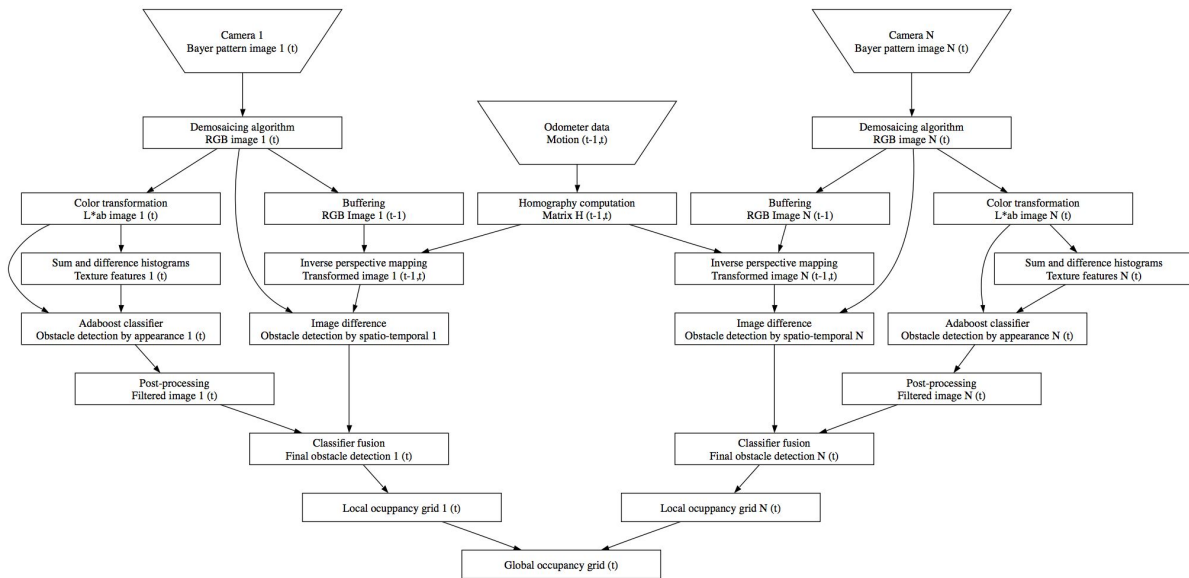 Camera 1
Bayer pattern image 1 (t)
Camera N
Bayer pattern image N (t)
Demosaicing algorithm
RGB image 1 (t)
Odometer data
Motion (t-1,t)
Demosaicing algorithm
RGB image N (t)
Color transformation
L*ab image 1 (t)
Buffering
RGB Image 1 (t-1)
Homography computation
Matrix H (t-1,t)
Buffering
RGB Image N (t-1)
Color transformation
L*ab image N (t)
Sum and difference histograms
Texture features 1 (t)
Inverse perspective mapping
Transformed image 1 (t-1,t)
Inverse perspective mapping
Transformed image N (t-1,t)
Sum and difference histograms
Texture features N (t)
Adaboost classifier
Obstacle detection by appearance 1 (t)
Image difference
Obstacle detection by spatio-temporal 1
Image difference
Obstacle detection by spatio-temporal N
Adaboost classifier
Obstacle detection by appearance N (t)
Post-processing
Filtered image 1 (t)
Post-processing
Filtered image N (t)
Classifier fusion
Final obstacle detection 1 (t)
Classifier fusion
Final obstacle detection N (t)
Local ocuppancy grid 1 (t)
Local ocuppancy grid N (t)
Global occupancy grid (t)